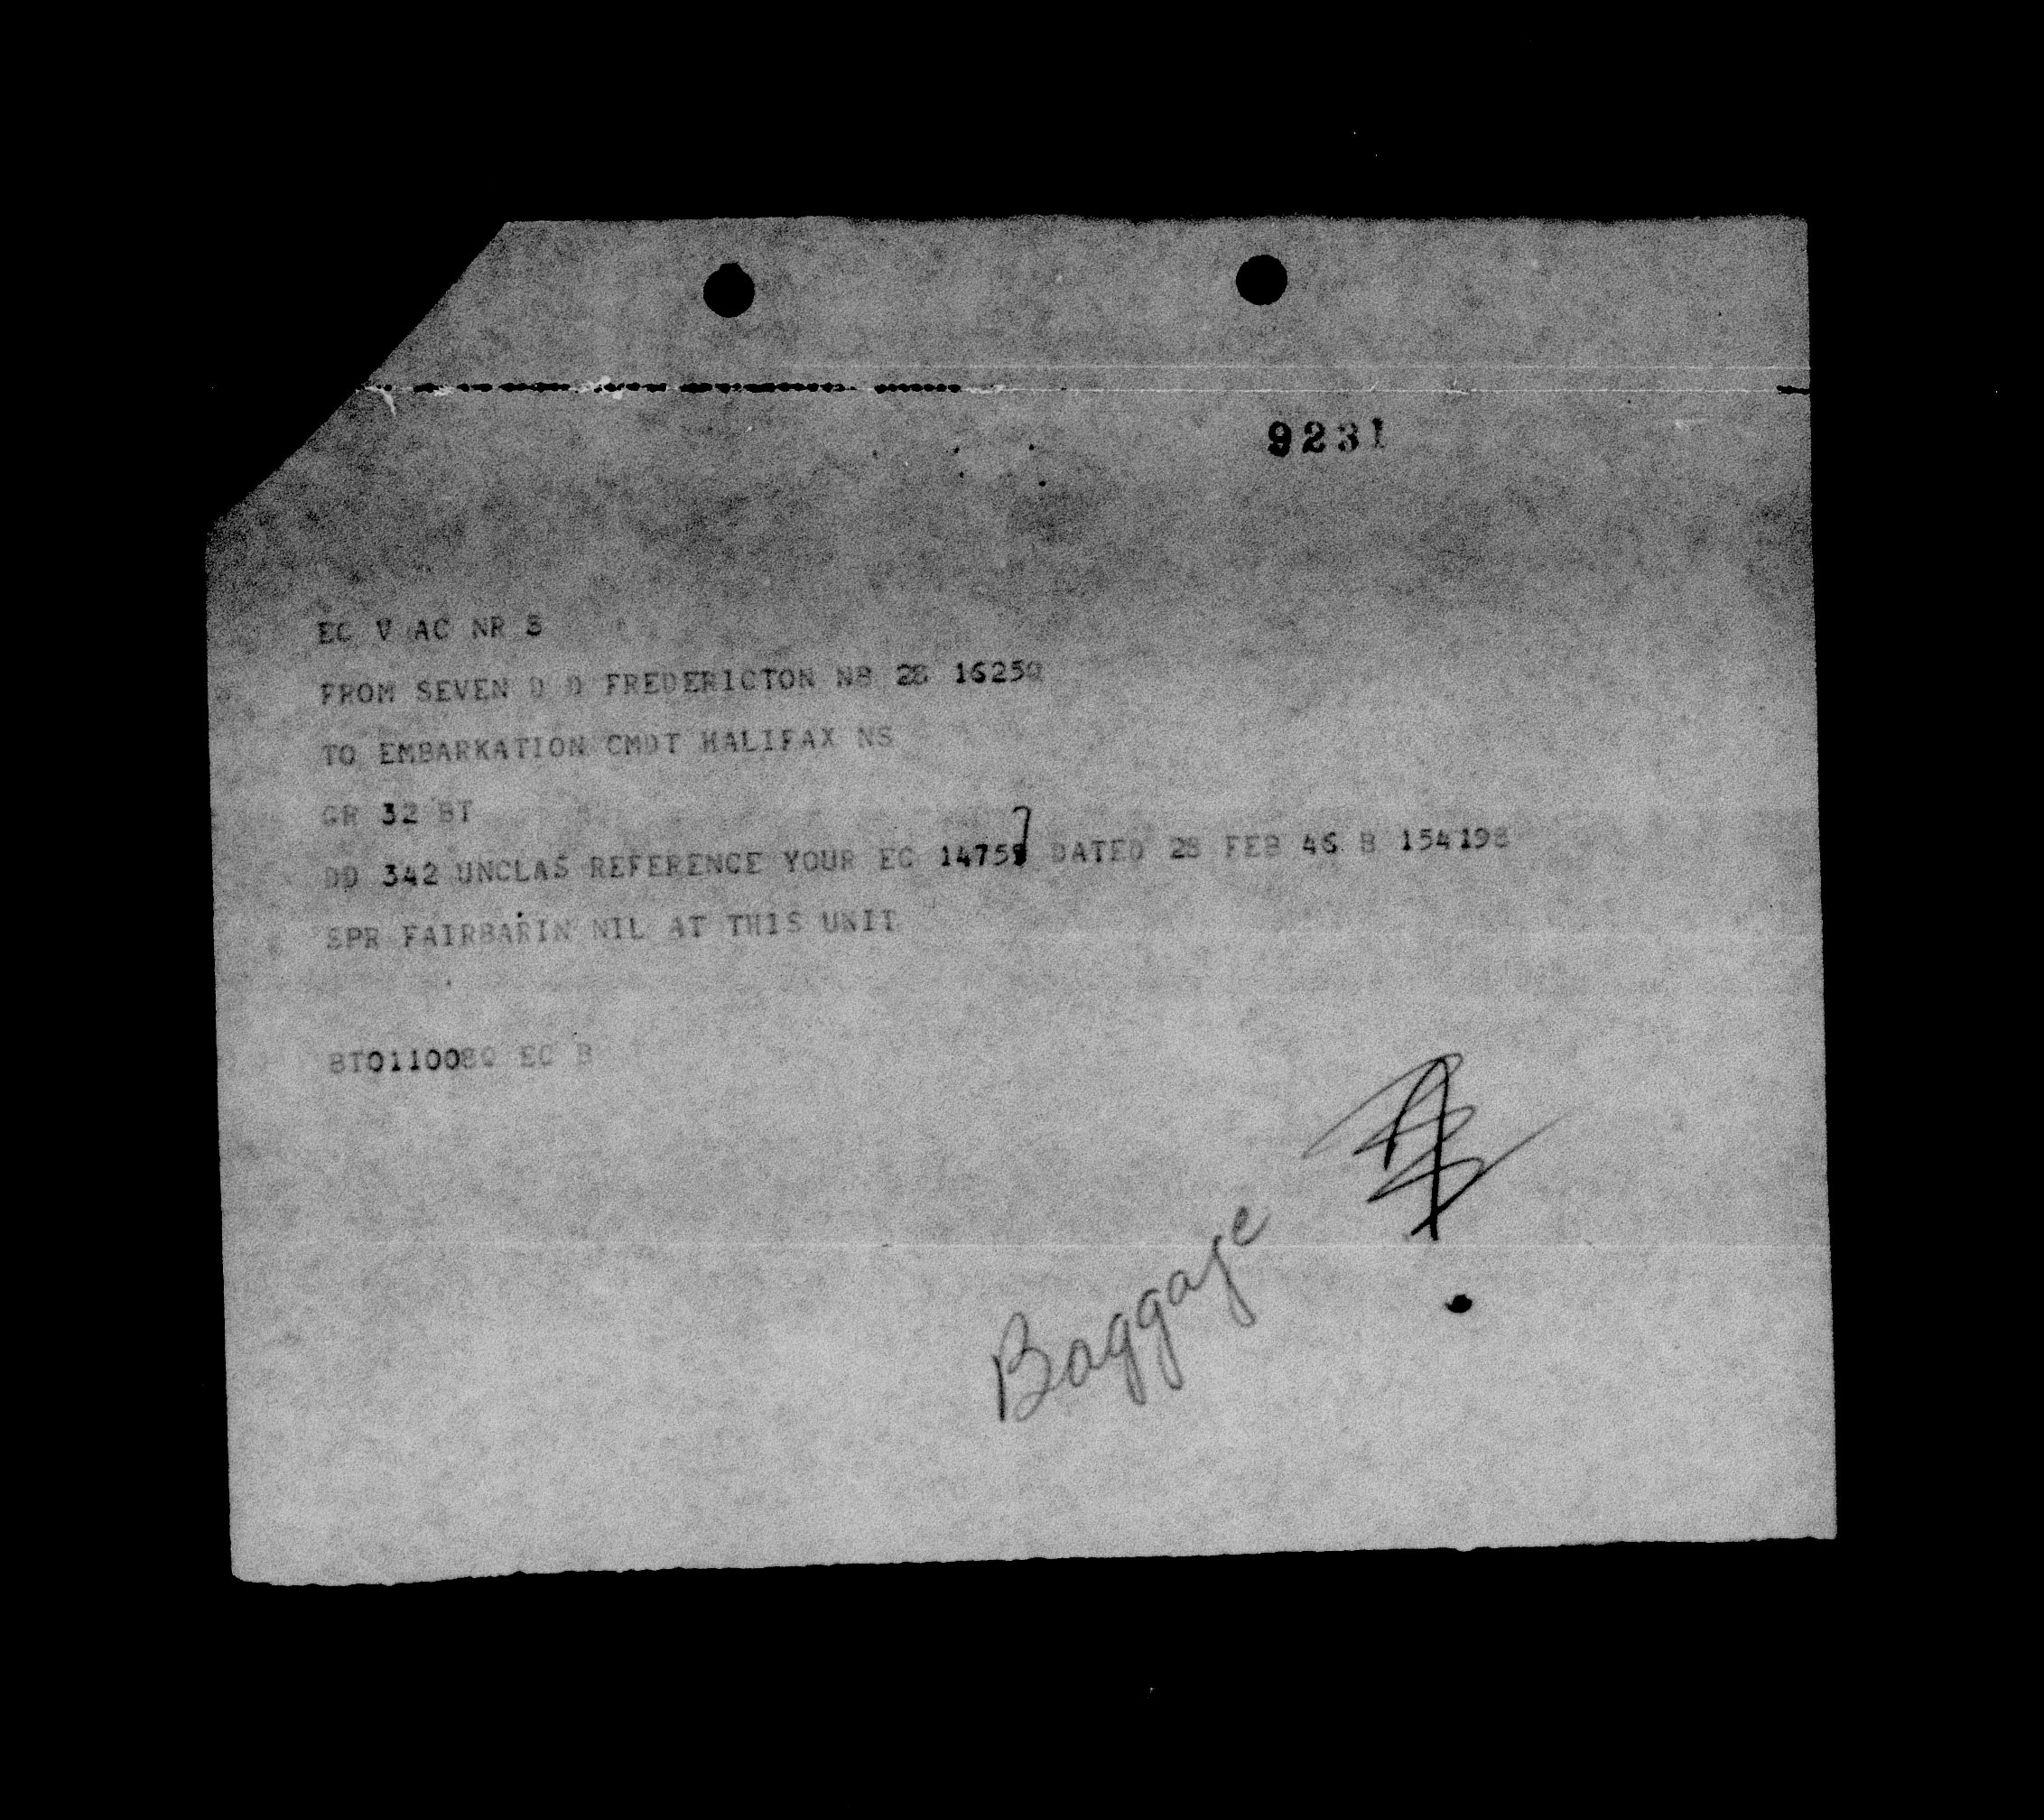 9231
EC V AC NR 8
FROM SEVEN D D FREDERICTON NB 28 1625Q
TO EMBARKATION CMDT HALIFAX NS
GR 32 BT
DD 342 UNCLAS REFERENCE YOUR EC DATED 28 FEB 46 B 154198
SPR FAIRBARIN NIL AT THIS UNIT
BT011008Q EC B
Baggage